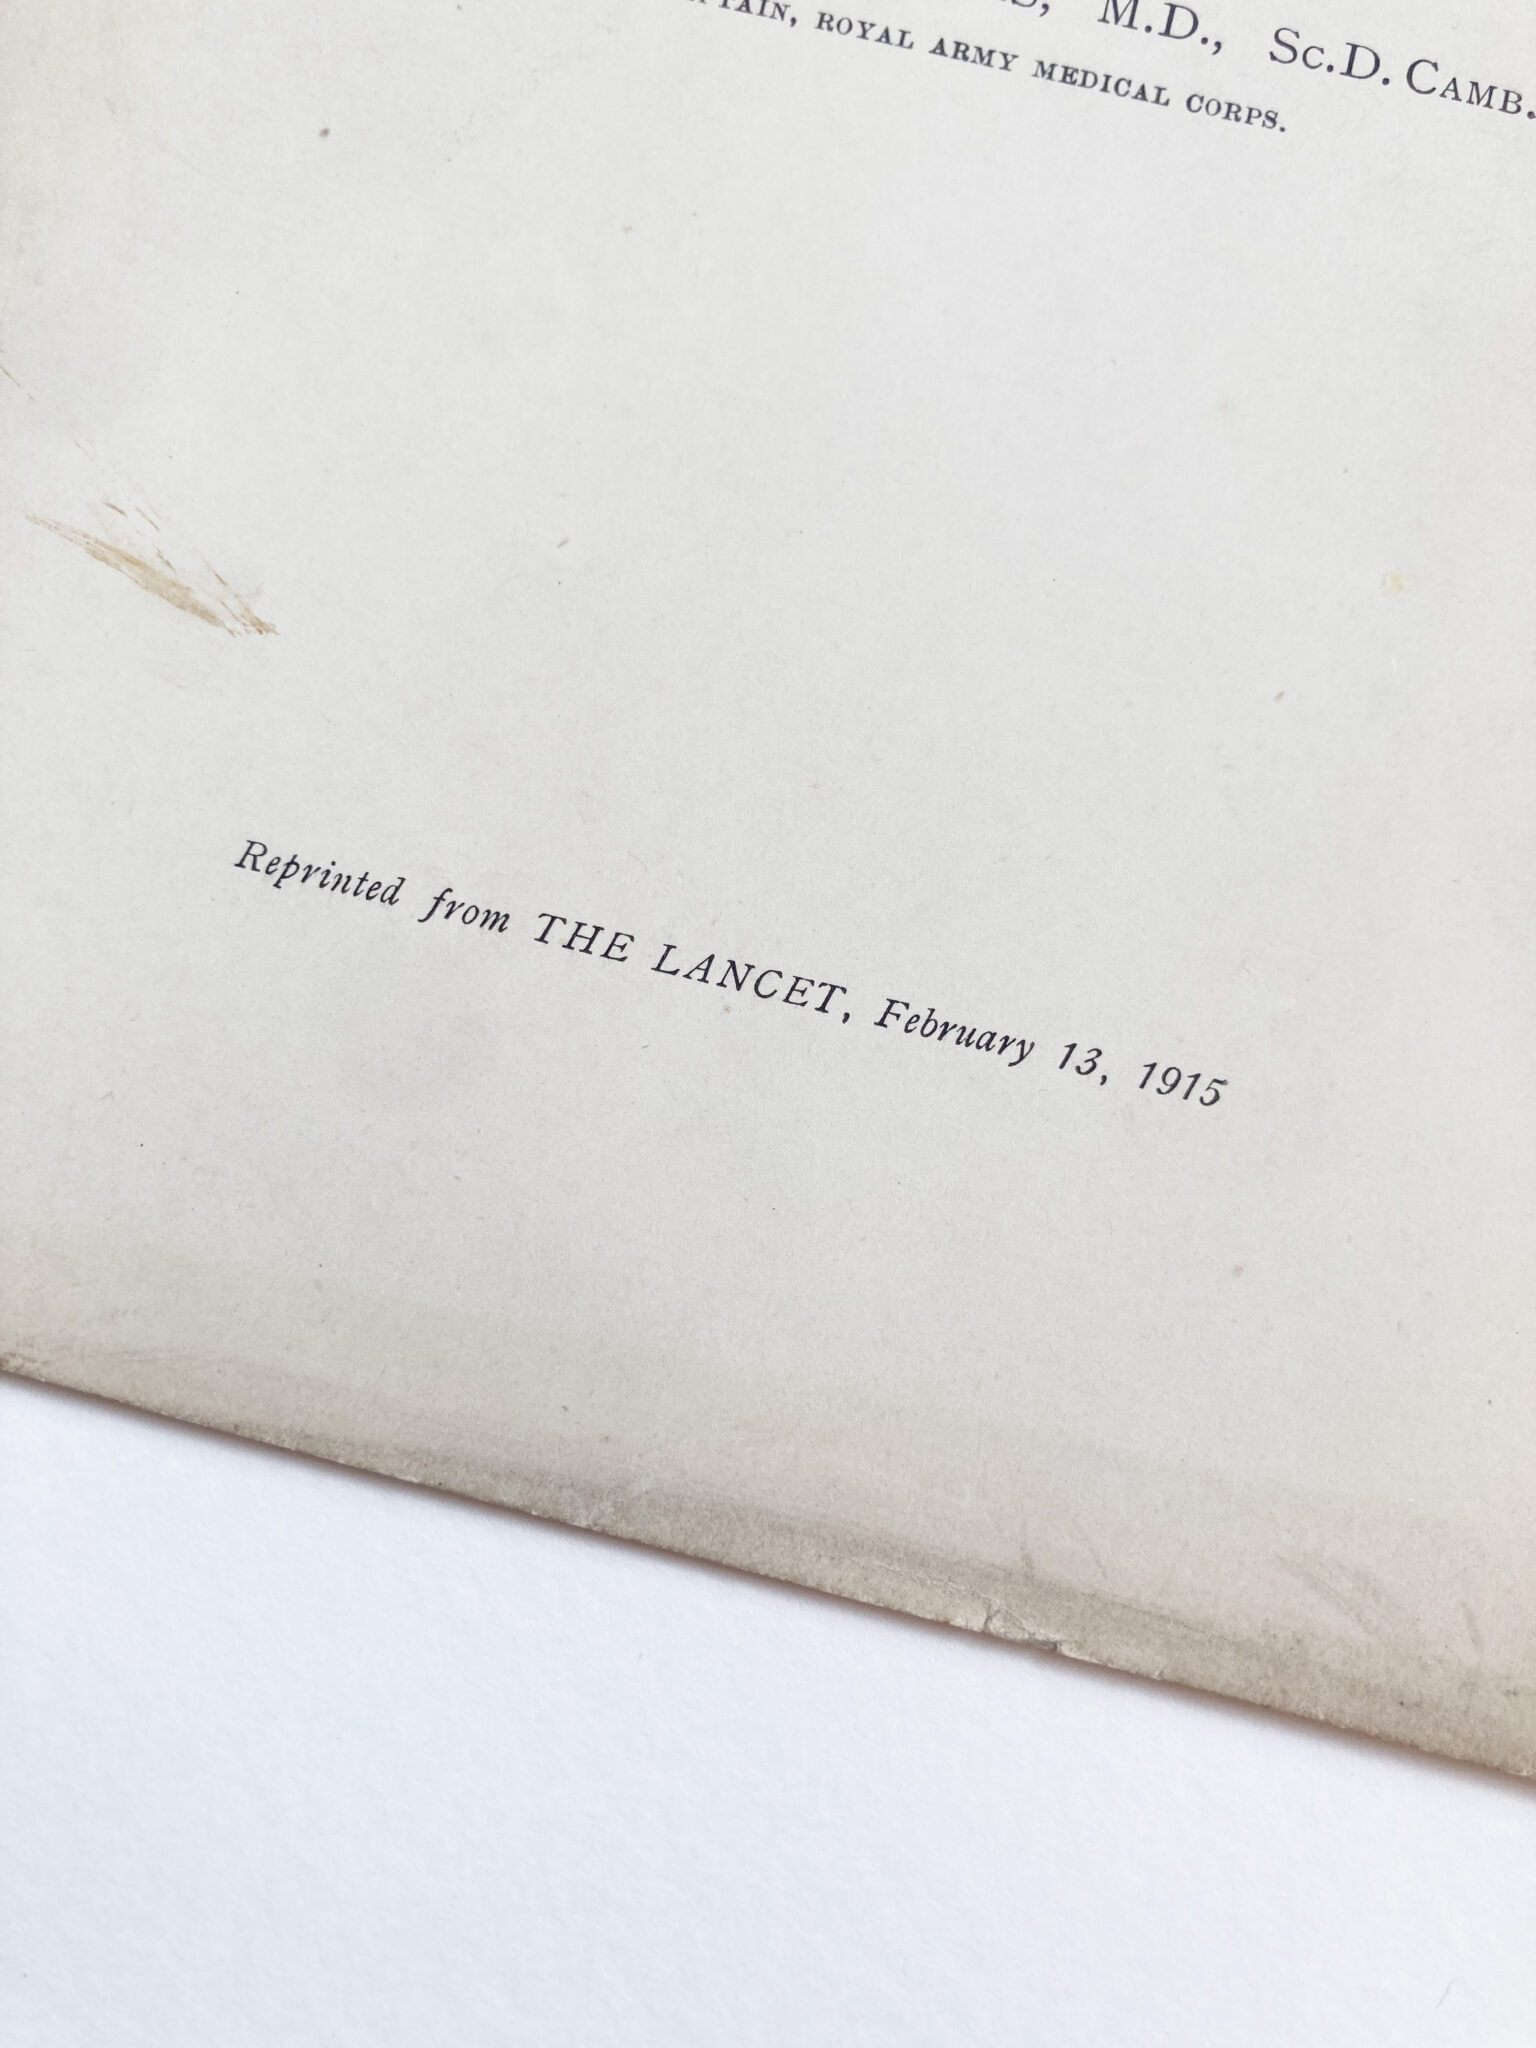 M.D., Sc.D. CAMB.
ROYAL ARMY MEDICAL CORPS.
Reprinted from THE LANCET, February 13, 1915